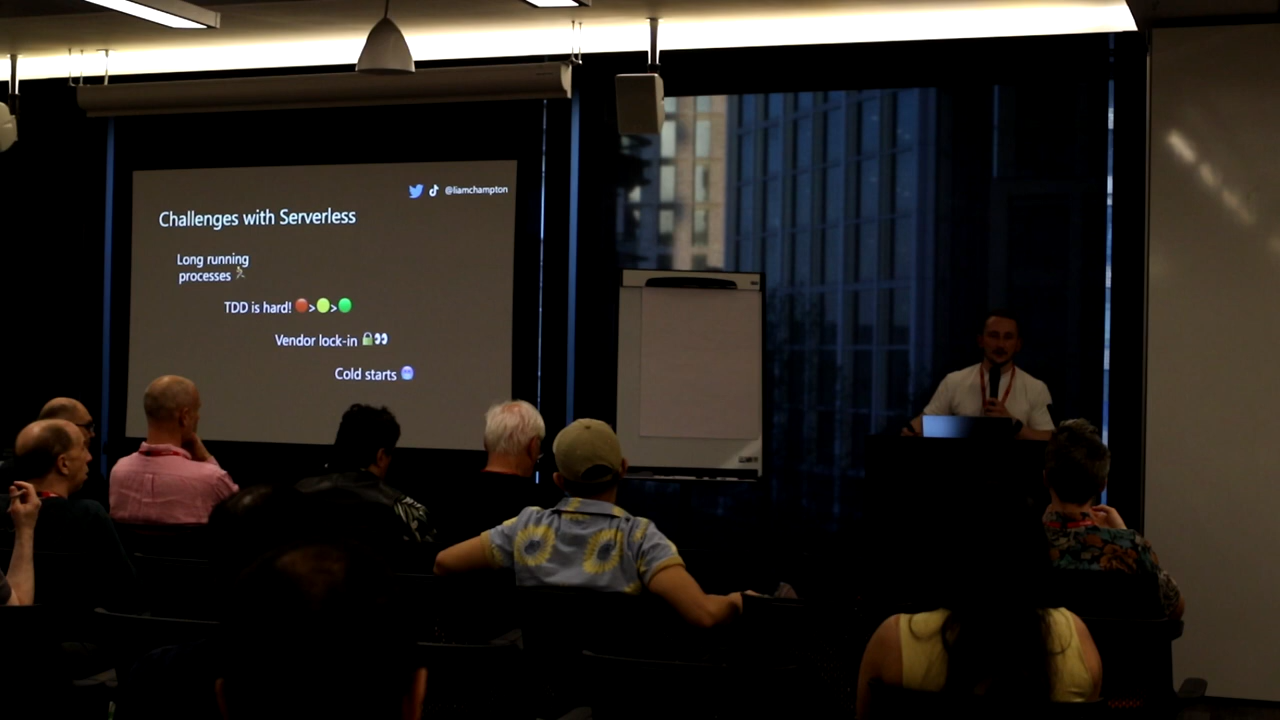 @liamchampton
Challenges with Serverless
Long running
processes 🏃
TDD is hard! 🔴>🟡>🟢
Vendor lock-in 🔒👀
Cold starts 🥶